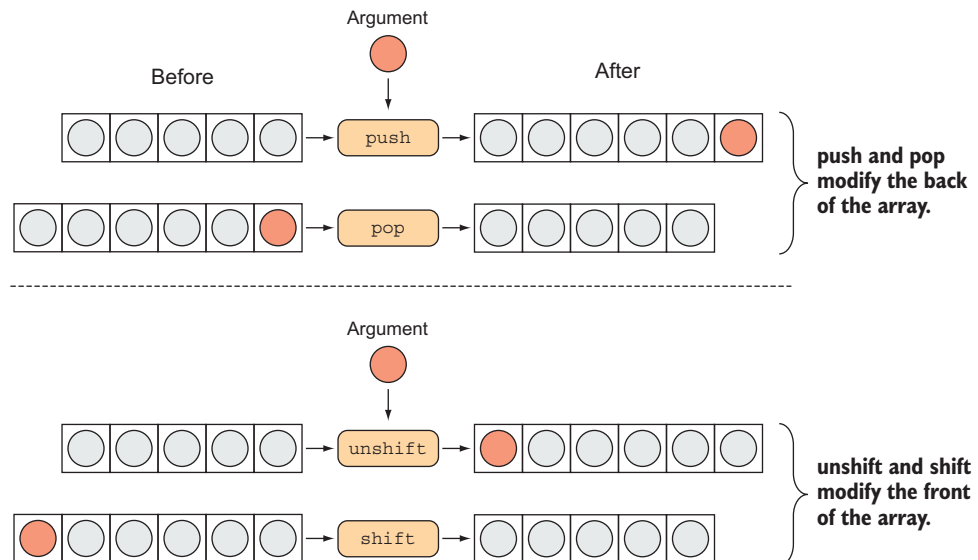 Argument
Before
After
push
push and pop
modify the back
of the array.
pop
Argument
unshift
unshift and shift
modify the front
of the array.
shift